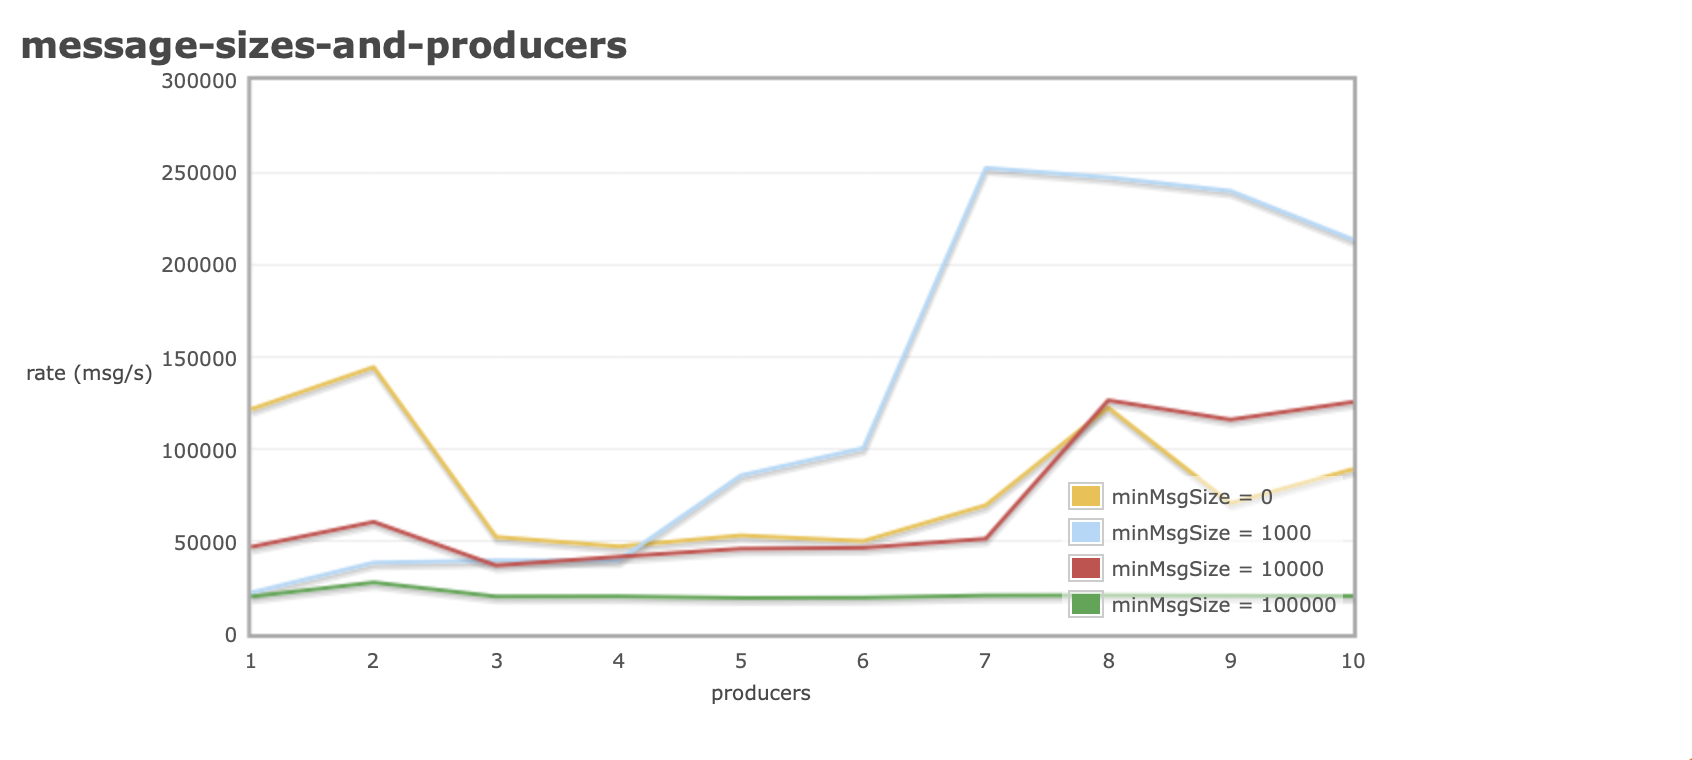 message-sizes-and-producers
300000
250000
200000
150000
rate (msg/s)
100000
50000
0
minMsgSize = 0
minMsgSize = 1000
minMsgSize = 10000
minMsgSize = 100000
1 2 3 4 5 6 7 8 9 10
producers